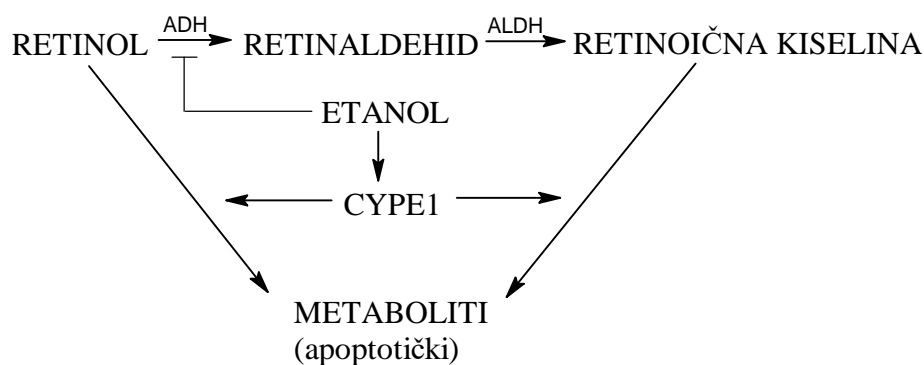 ADH ALDH
RETINOL RETINALDEHID RETINOIČNA KISELINA
ETANOL
CYPE1
METABOLITI
(apoptotički)